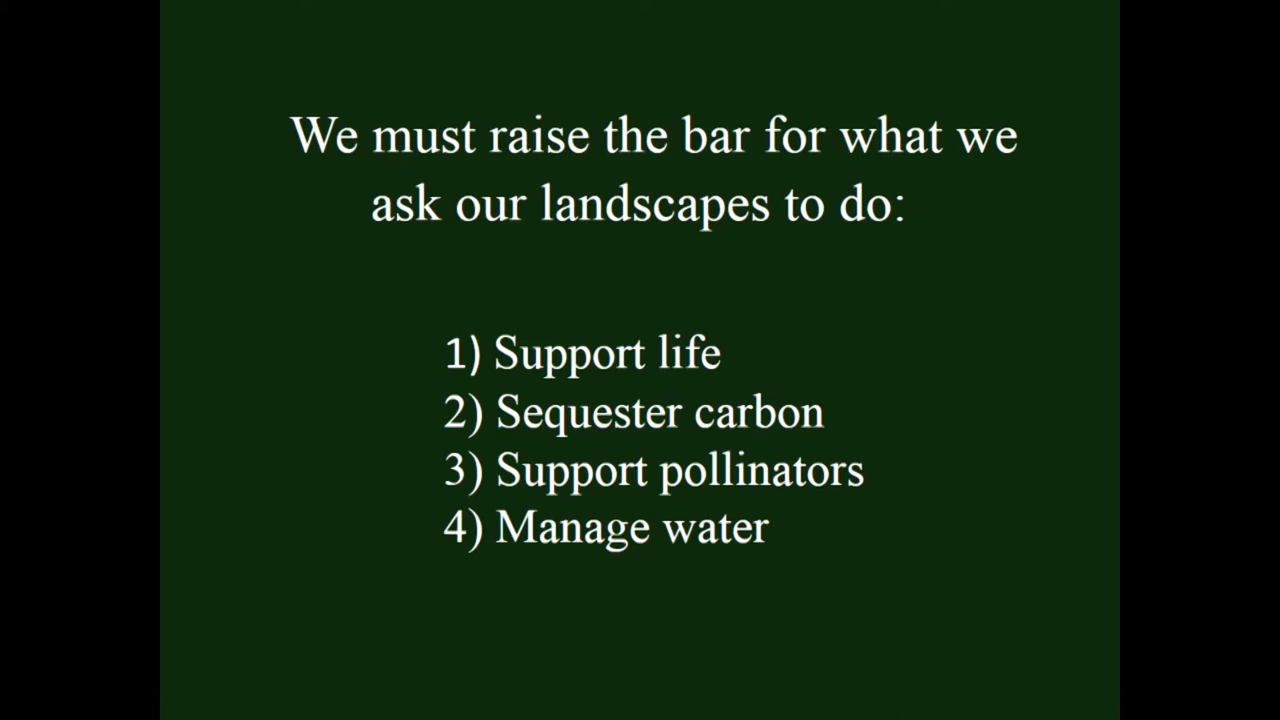 We must raise the bar for what we
ask our landscapes to do:
1) Support life
2) Sequester carbon
3) Support pollinators
4) Manage water